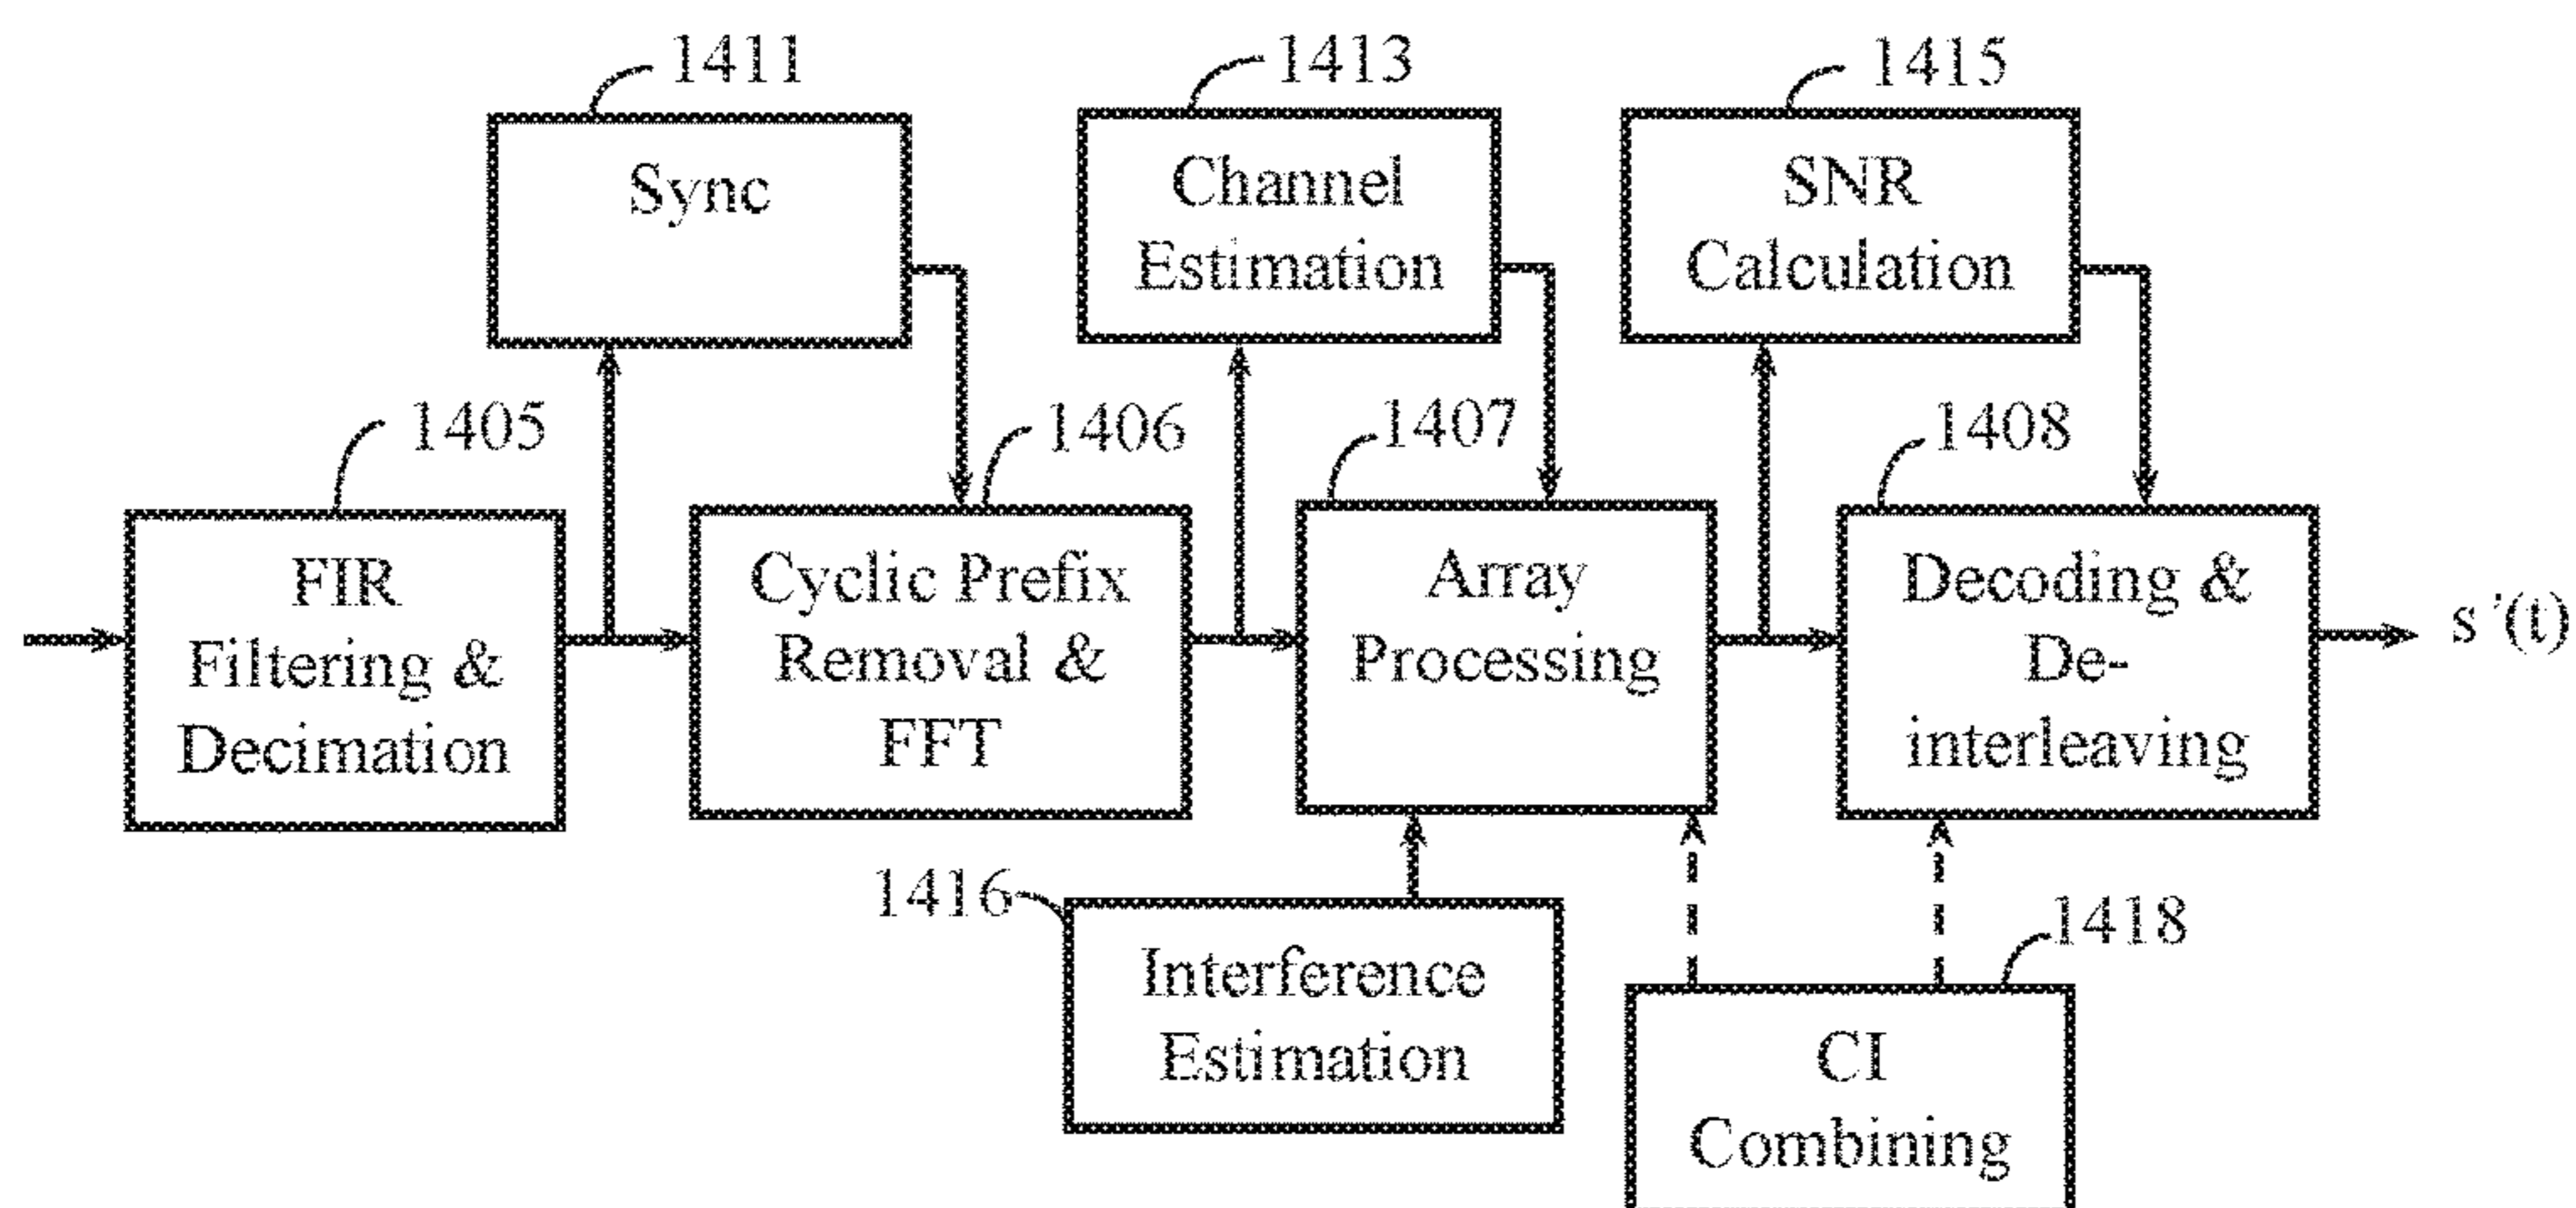 1411
1413
1415
Sync
Channel
Estimation
SNR
Calculation
1405
1406
1407
1408
FIR
Filtering &
Decimation
Cyclic Prefix
Removal &
FFT
Array
Processing
Decoding &
De-
interleaving
s'(t)
1416
Interference
Estimation
1418
CI
Combining